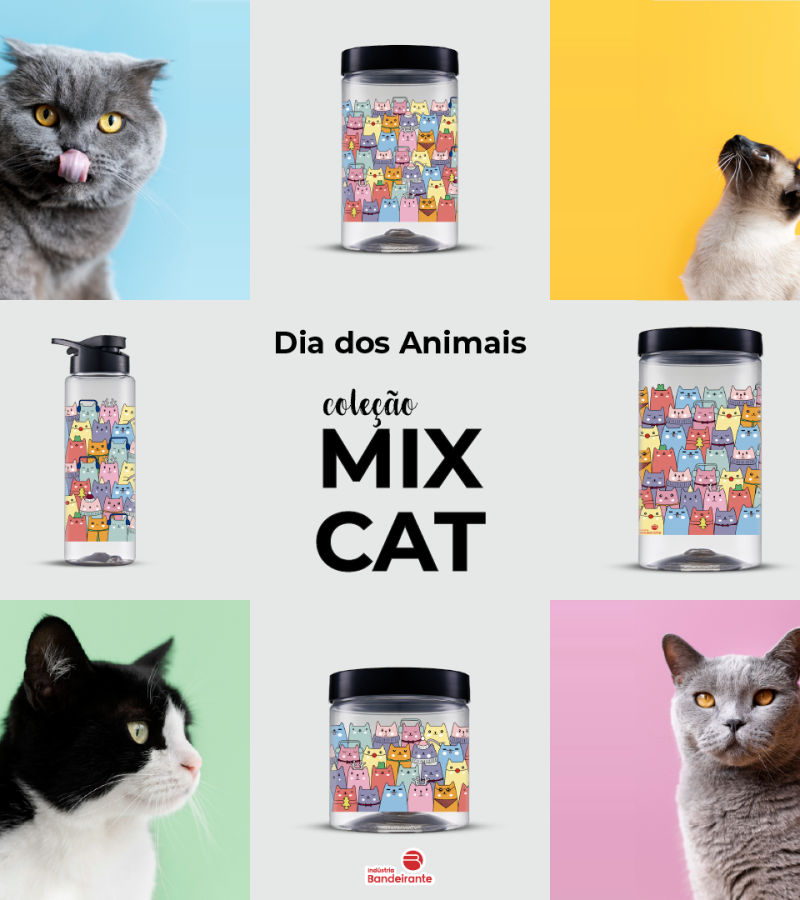 Dia dos Animais
coleção
MIX
CAT
Indústria
Bandeirante